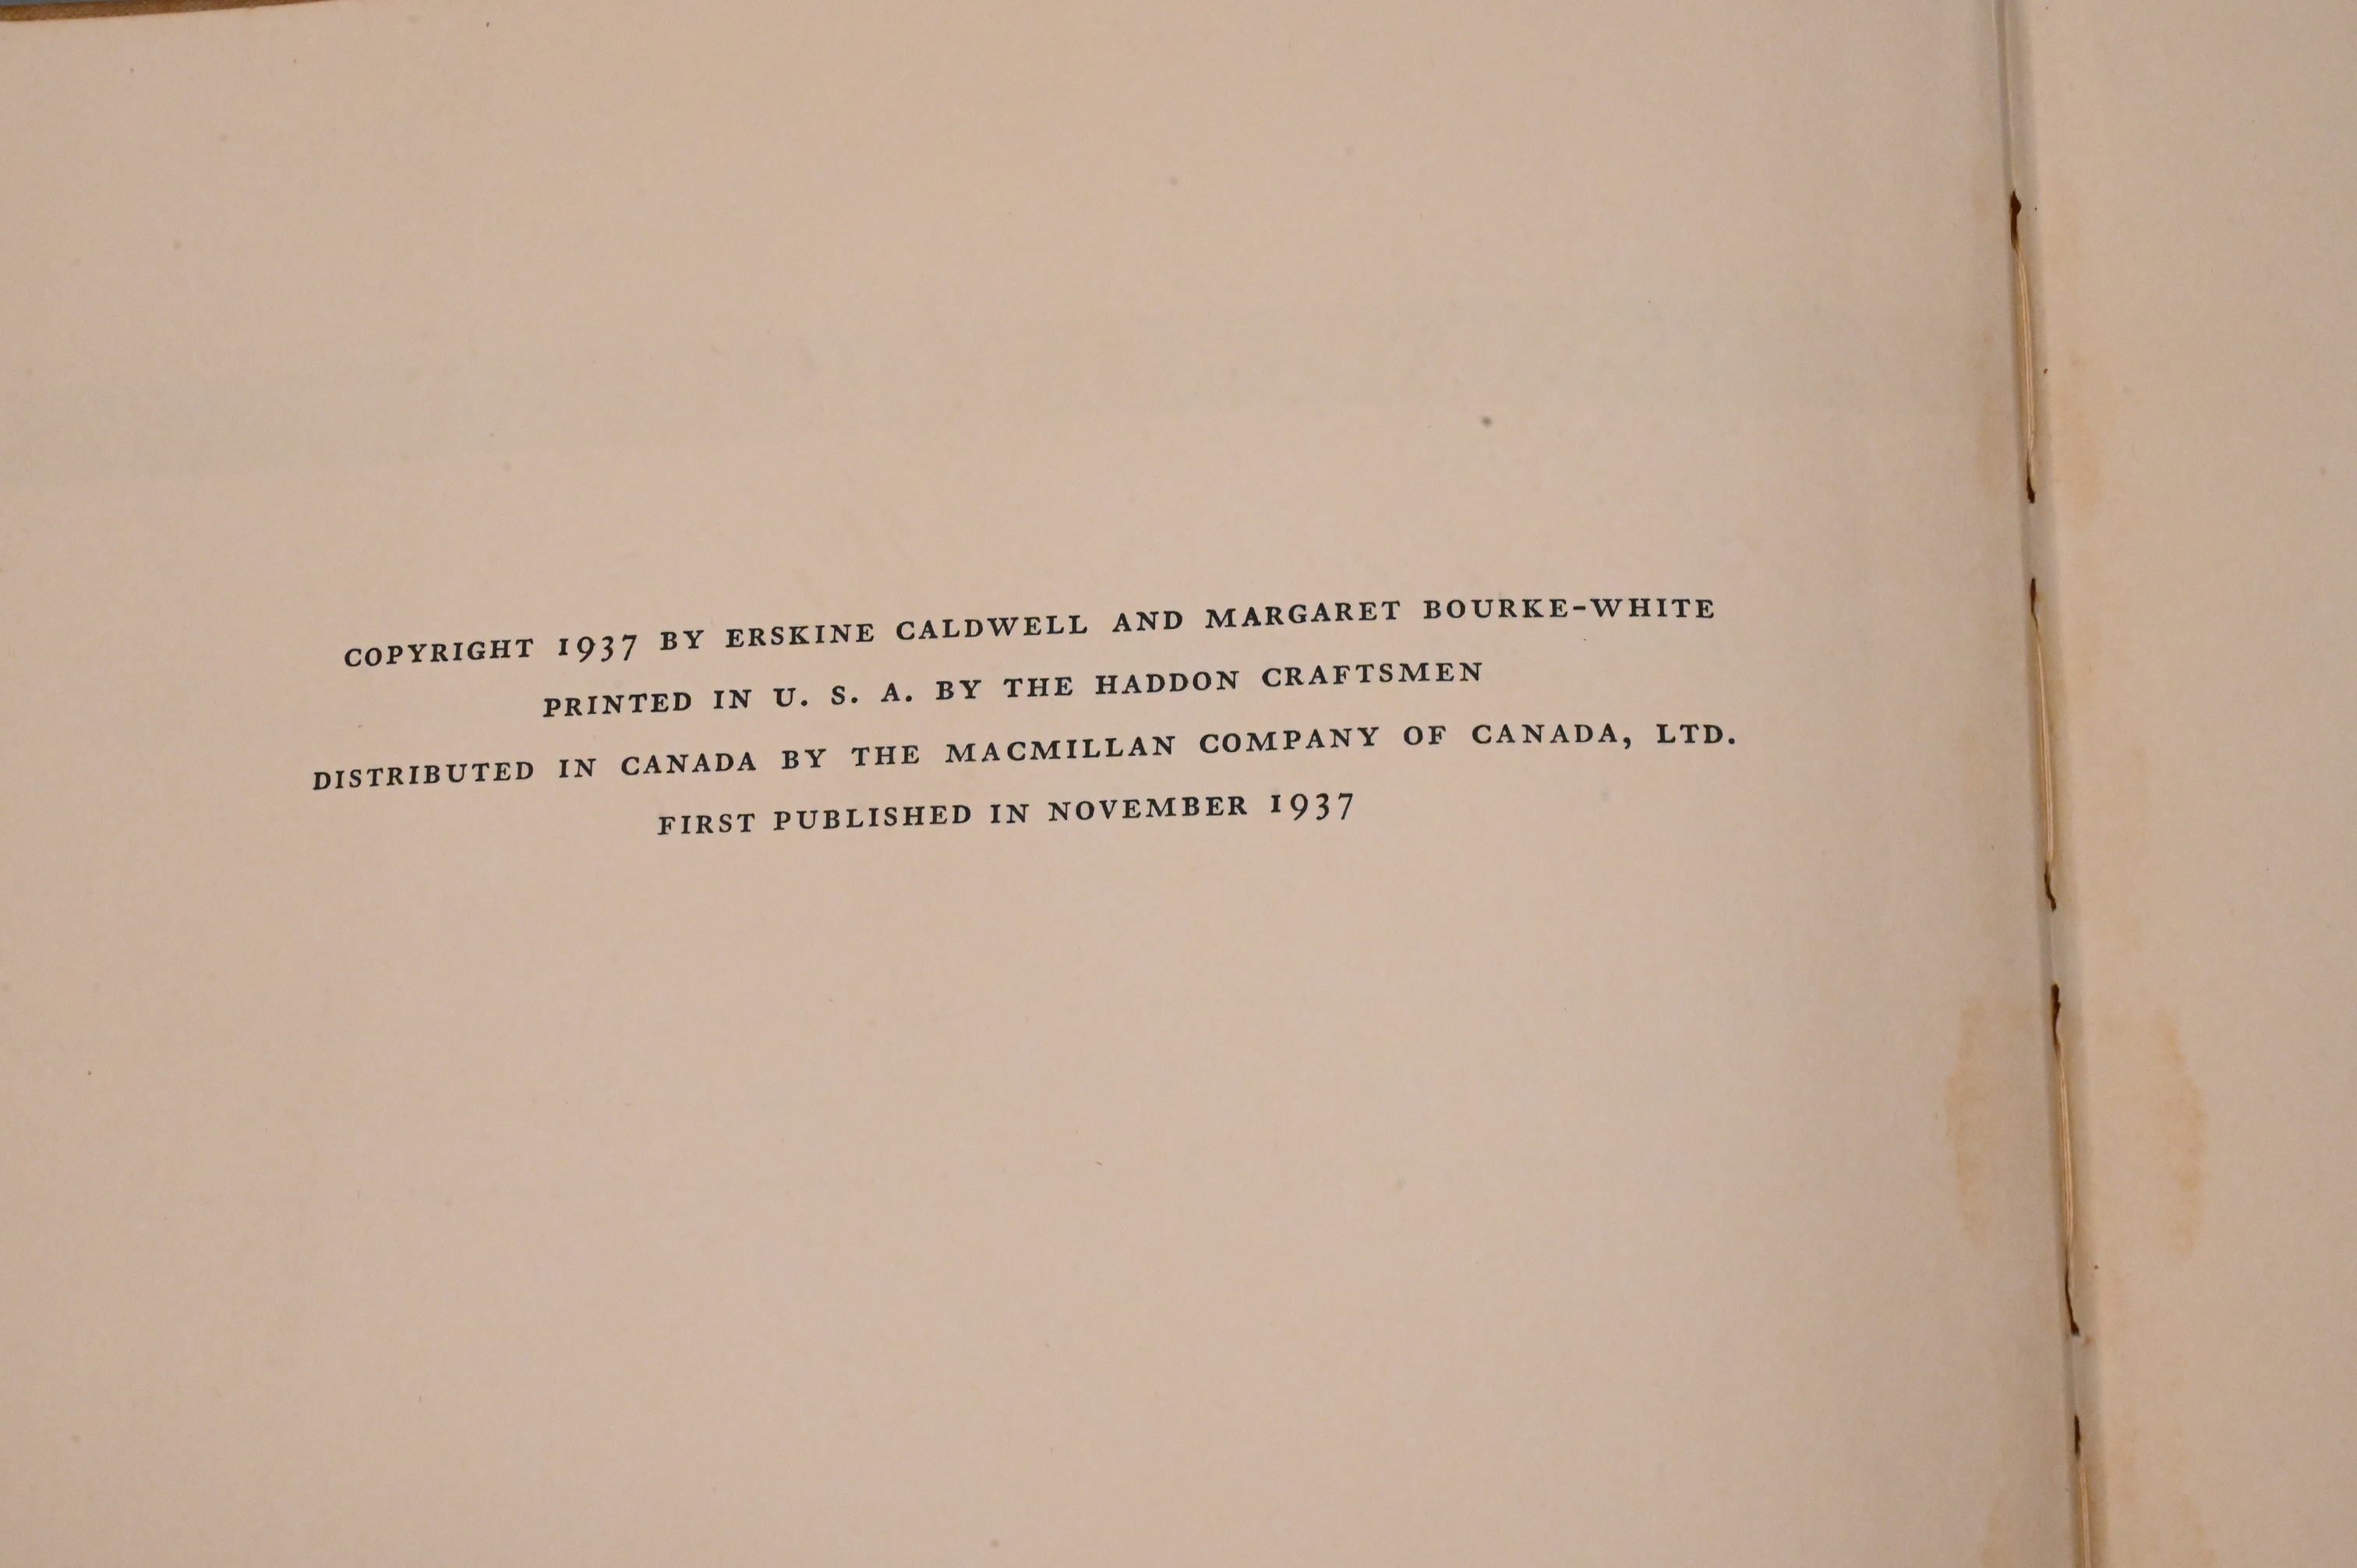 COPYRIGHT 1937 BY ERSKINE CALDWELL AND MARGARET BOURKE-WHITE
PRINTED IN U. S. A. BY THE HADDON CRAFTSMEN
DISTRIBUTED IN CANADA BY THE MACMILLAN COMPANY OF CANADA, LTD.
FIRST PUBLISHED IN NOVEMBER 1937